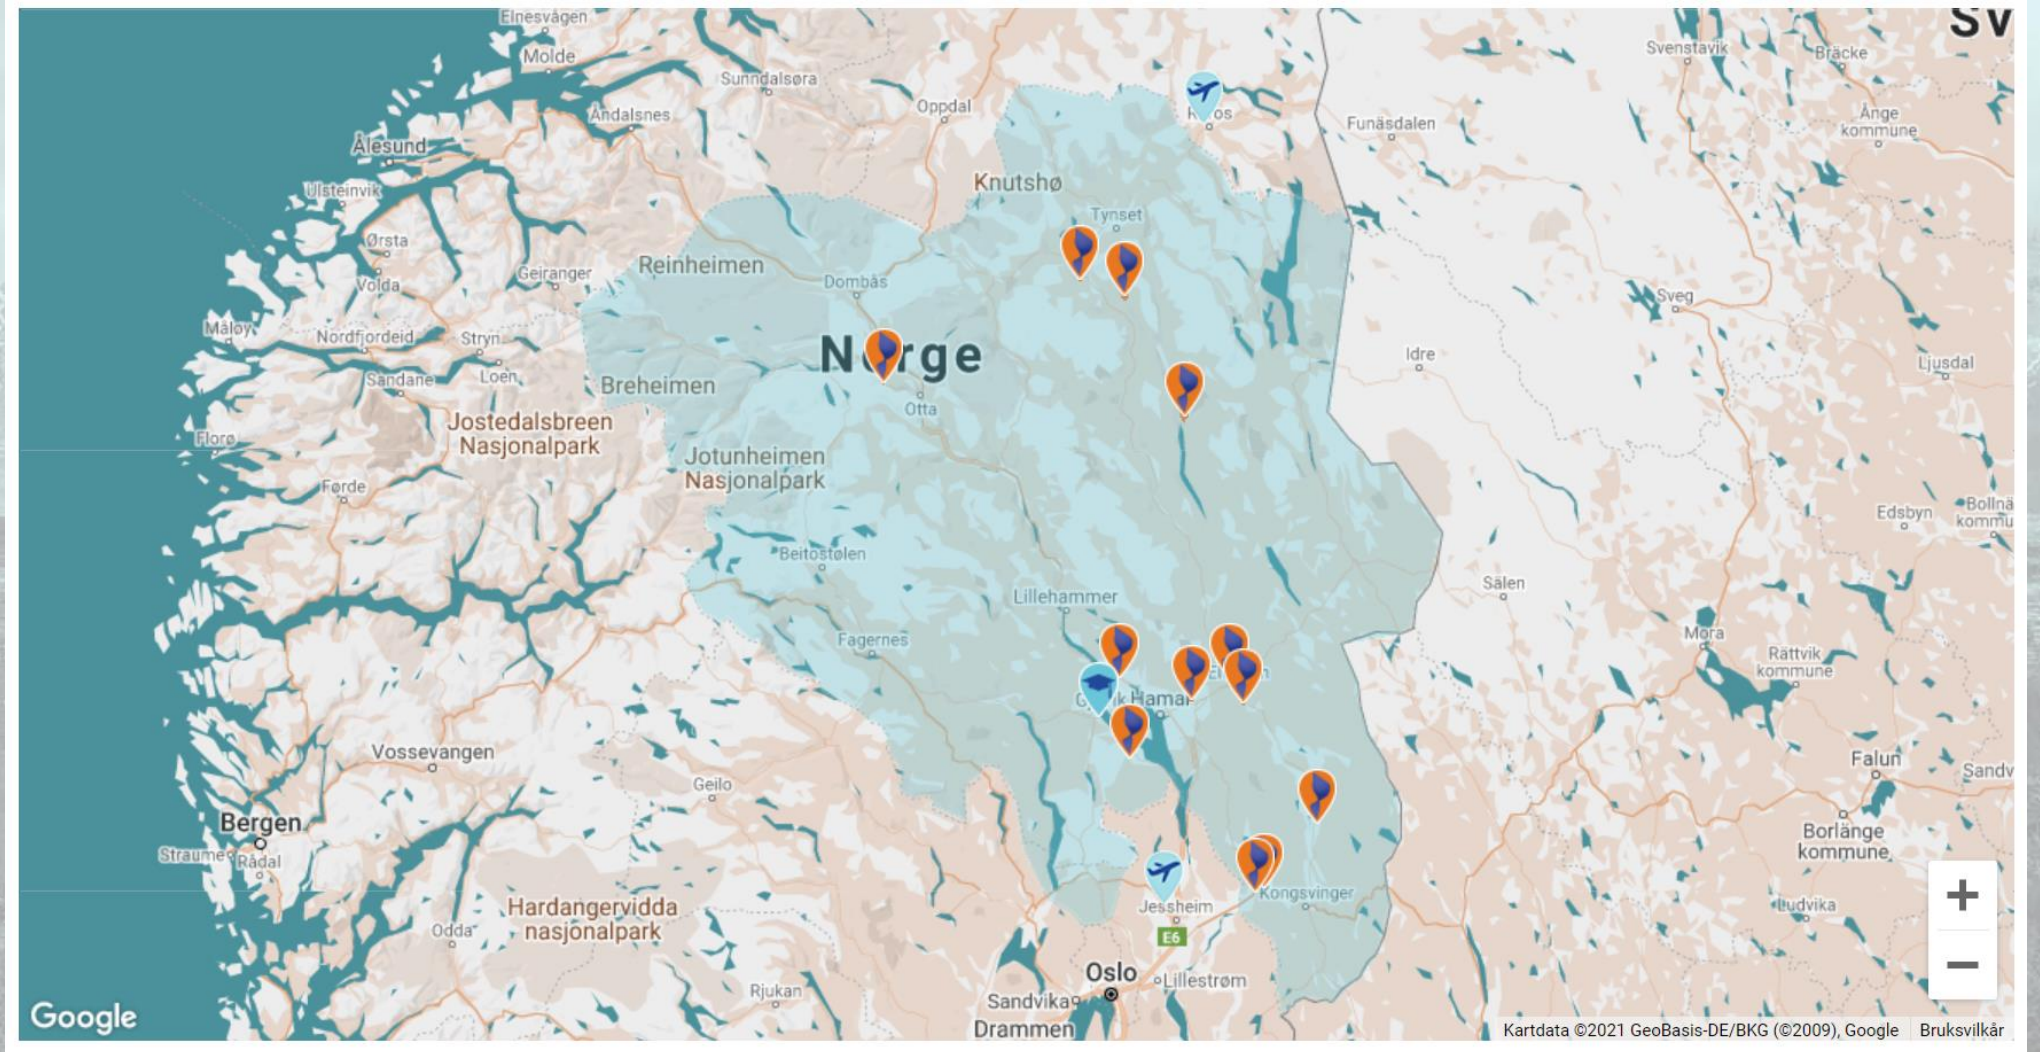 Elnesvågen
Molde
Sunndalsøra
Oppdal
Åndalsnes
Ålesund
Ulsteinvik
Knutshø
Tynset
Ørsta
Volda
Geiranger
Reinheimen
Dombås
Måløy
Nordfjordeid
Stryn
Norge
Sandane
Loen
Breheimen
Otta
Jostedalsbreen
Nasjonalpark
Florø
Jotunheimen
Nasjonalpark
Førde
Beitostølen
Lillehammer
Fagernes
Hamar
Vossevangen
Geilo
Bergen
Straume
Rådal
Kongsvinger
Jessheim
E6
Hardangervidda
nasjonalpark
Odda
Oslo
Lillestrøm
Rjukan
Sandvika
Drammen
Sv
Svenstavik
Bräcke
Funäsdalen
Ånge
kommune
Sveg
Idre
Ljusdal
Edsbyn
Bollnä
kommu
Sälen
Mora
Rättvik
kommune
Falun
Sandv
Borlänge
kommune
Ludvika
+
−
Google
Kartdata ©2021 GeoBasis-DE/BKG (©2009), Google
Bruksvilkår